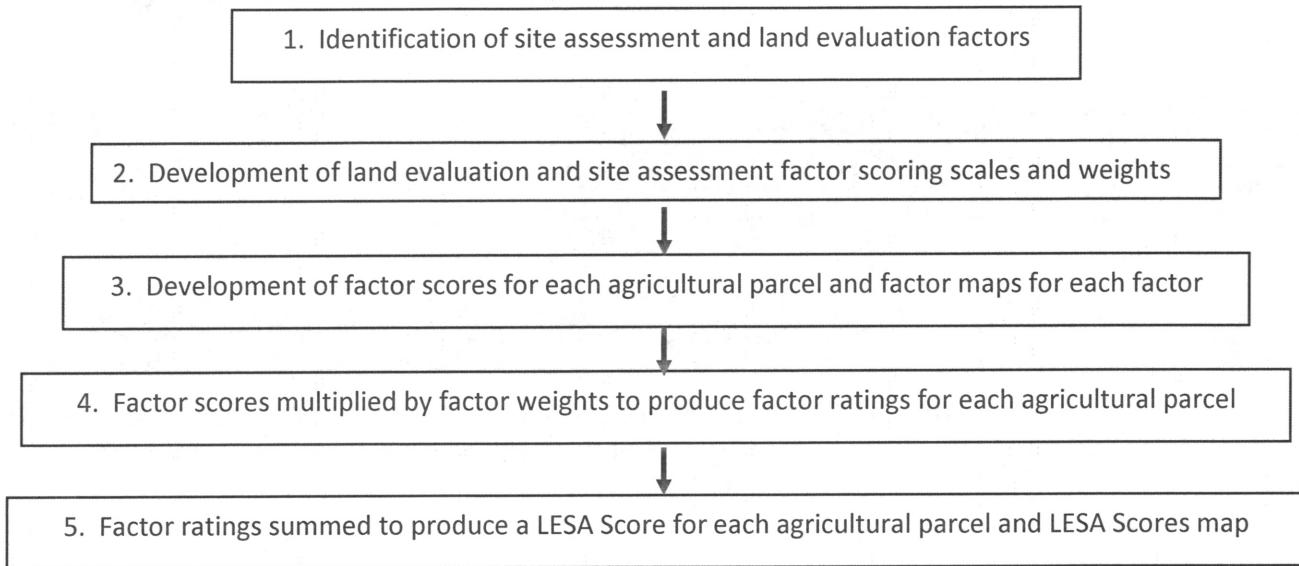 1. Identification of site assessment and land evaluation factors
2. Development of land evaluation and site assessment factor scoring scales and weights
3. Development of factor scores for each agricultural parcel and factor maps for each factor
4. Factor scores multiplied by factor weights to produce factor ratings for each agricultural parcel
5. Factor ratings summed to produce a LESA Score for each agricultural parcel and LESA Scores map